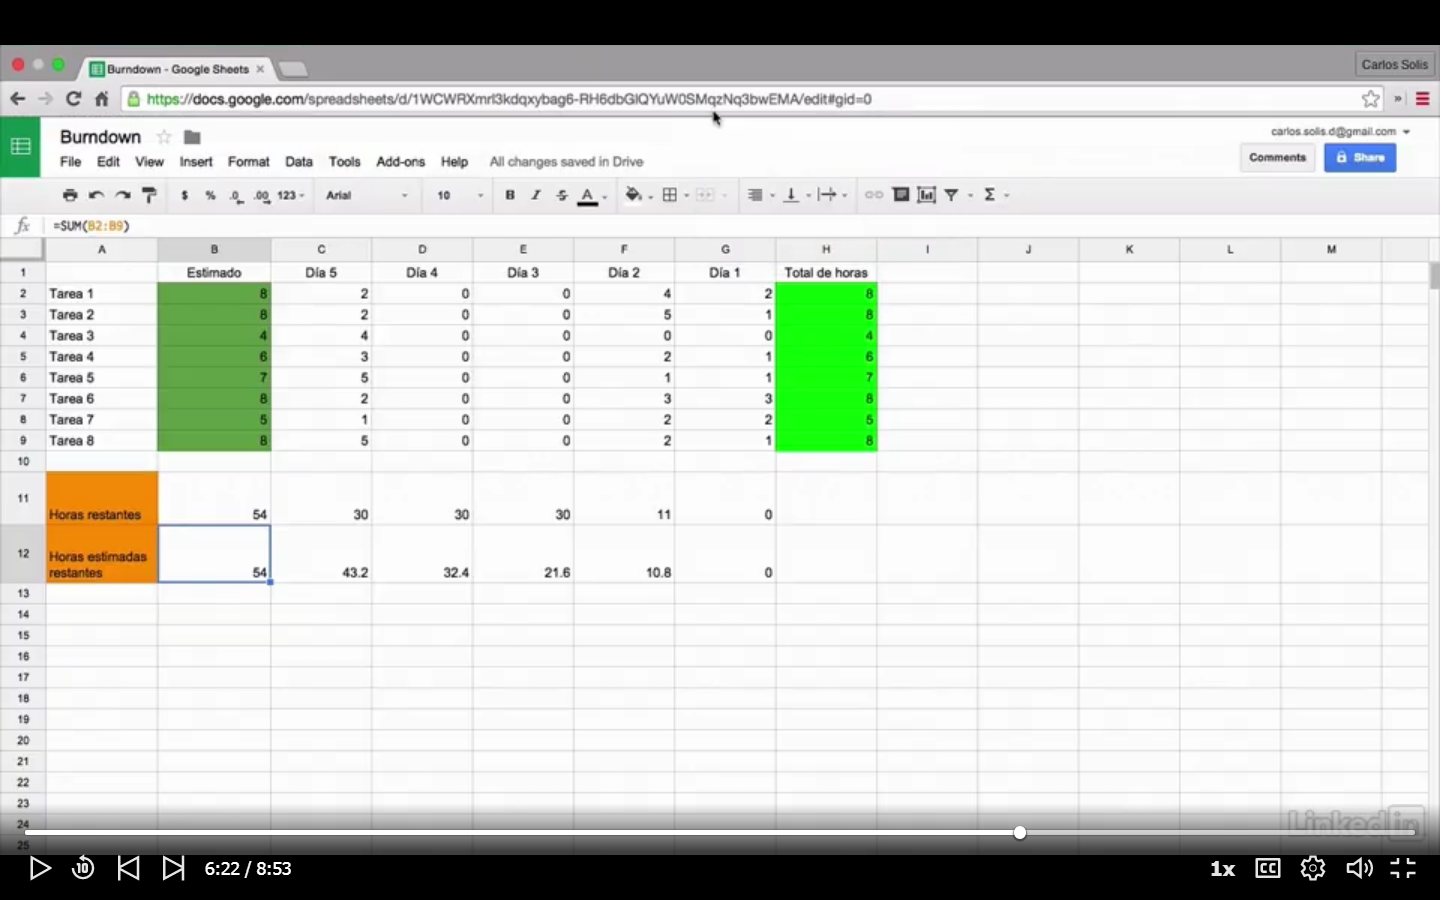 Burndown - Google Sheets
Carlos Solis
https://docs.google.com/spreadsheets/d/1WCWRXmrI3kdqxybag6-RH6dbGlQYuW0SMqzNq3bwEMA/edit#gid=0
Burndown
carlos.solis.d@gmail.com
File Edit View Insert Format Data Tools Add-ons Help All changes saved in Drive
Comments Share
$ % .0 .00 123 Arial 10 B I S A Σ
fx =SUM(B2:B9)
A B C D E F G H I J K L M
1 Estimado Día 5 Día 4 Día 3 Día 2 Día 1 Total de horas
2 Tarea 1 8 2 0 0 4 2 8
3 Tarea 2 8 2 0 0 5 1 8
4 Tarea 3 4 4 0 0 0 0 4
5 Tarea 4 6 3 0 0 2 1 6
6 Tarea 5 7 5 0 0 1 1 7
7 Tarea 6 8 2 0 0 3 3 8
8 Tarea 7 5 1 0 0 2 2 5
9 Tarea 8 8 5 0 0 2 1 8
10
11 Horas restantes 54 30 30 30 11 0
12 Horas estimadas
restantes 54 43.2 32.4 21.6 10.8 0
13
14
15
16
17
18
19
20
21
22
23
24
25
Linked in
10 6:22 / 8:53 1x CC